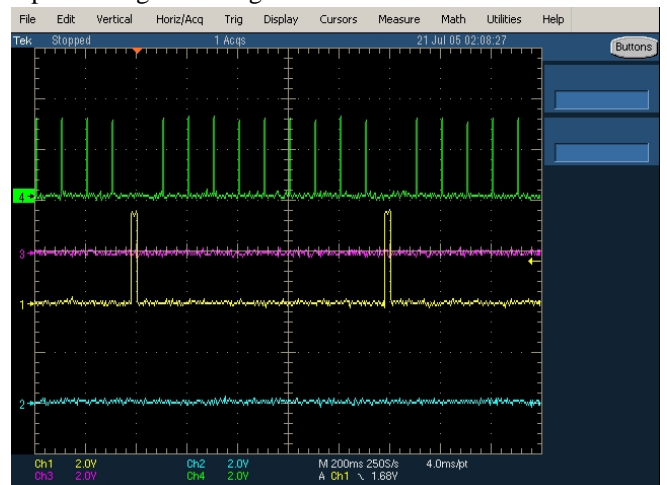 File Edit Vertical Horiz/Acq Trig Display Cursors Measure Math Utilities Help
Tek Stopped 1 Acqs 21 Jul 05 02:08:27 Buttons
4
3
1
2
Ch1 2.0V Ch2 2.0V M 200ms 250S/s 4.0ms/pt
Ch3 2.0V Ch4 2.0V A Ch1 \ 1.68V